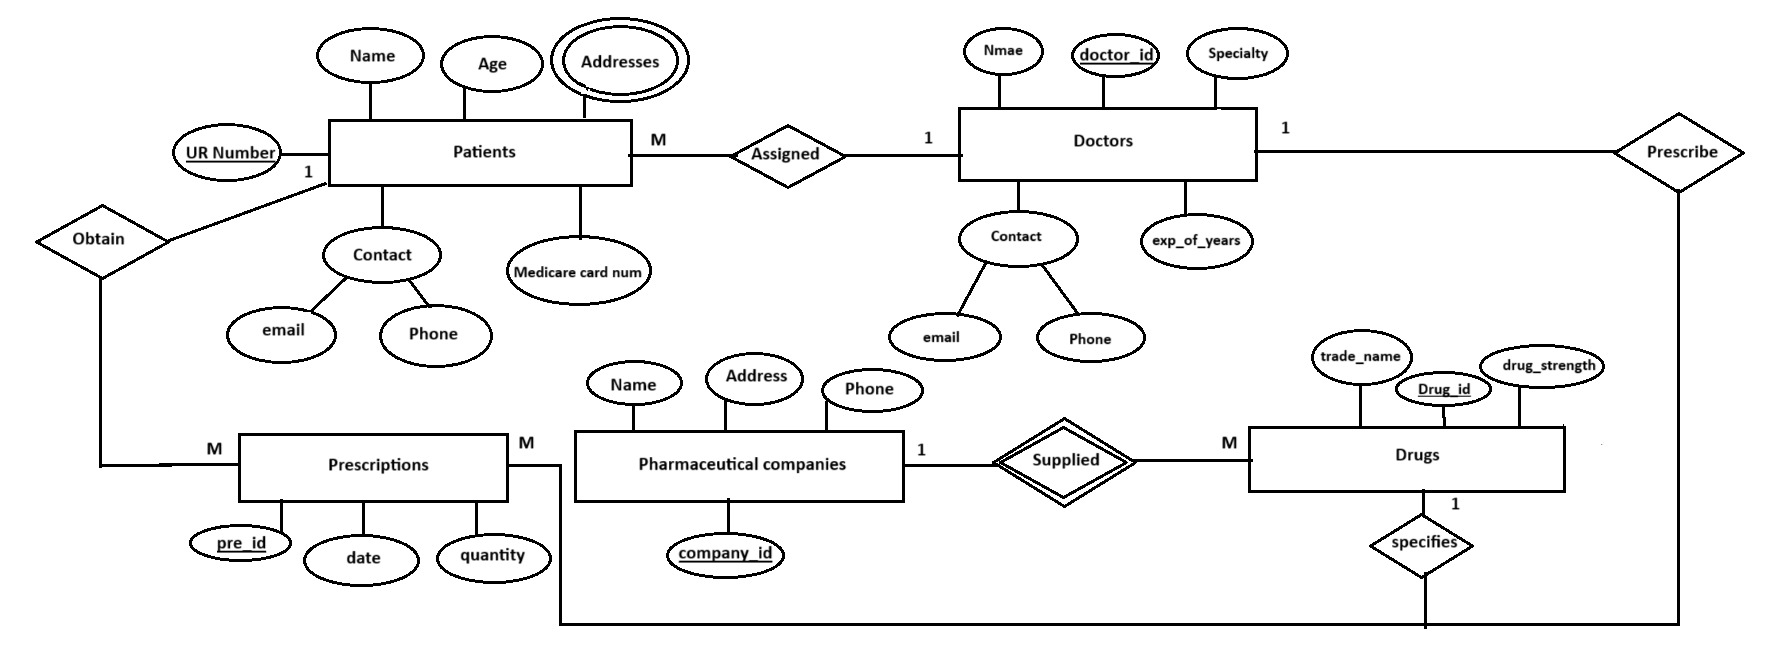 Name
Age
Addresses
Nmae
doctor_id
Specialty
UR Number
1
Patients
M
Assigned
1
Doctors
1
Prescribe
Obtain
Contact
Medicare card num
Contact
exp_of_years
email
Phone
email
Phone
trade_name
Drug_id
drug_strength
Name
Address
Phone
M
Prescriptions
M
Pharmaceutical companies
1
Supplied
M
Drugs
1
pre_id
date
quantity
company_id
specifies